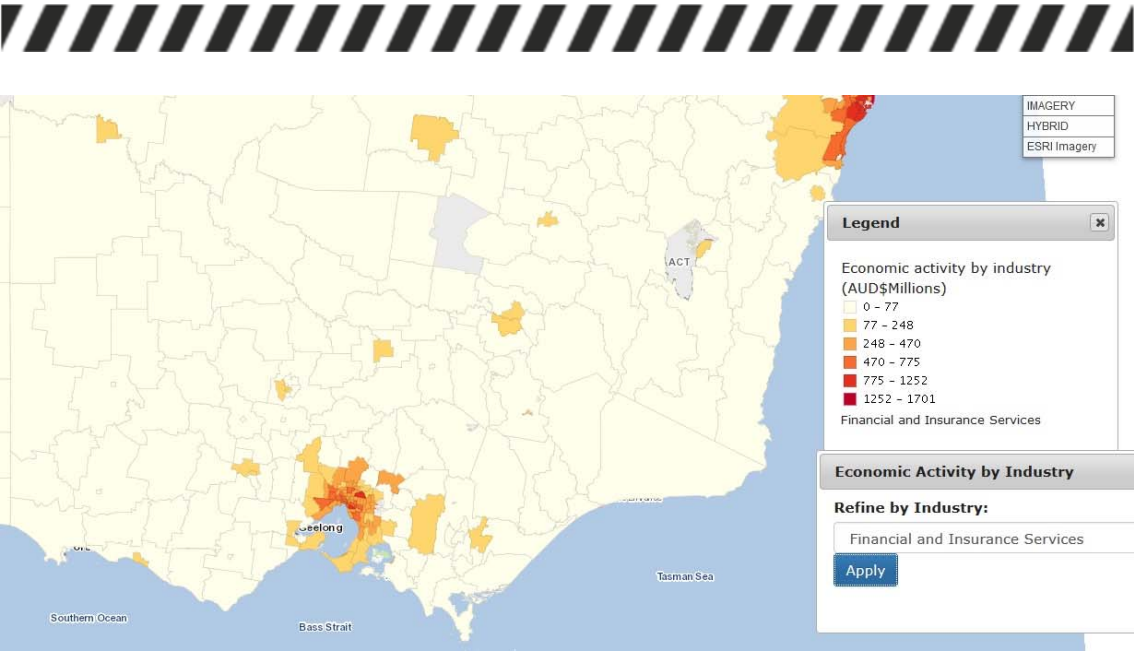 IMAGERY
HYBRID
ESRI Imagery
Legend
ACT
Economic activity by industry
(AUD$Millions)
0 - 77
77 - 248
248 - 470
470 - 775
775 - 1252
1252 - 1701
Financial and Insurance Services
Economic Activity by Industry
Refine by Industry:
Geelong
Financial and Insurance Services
Apply
Tasman Sea
Southern Ocean
Bass Strait